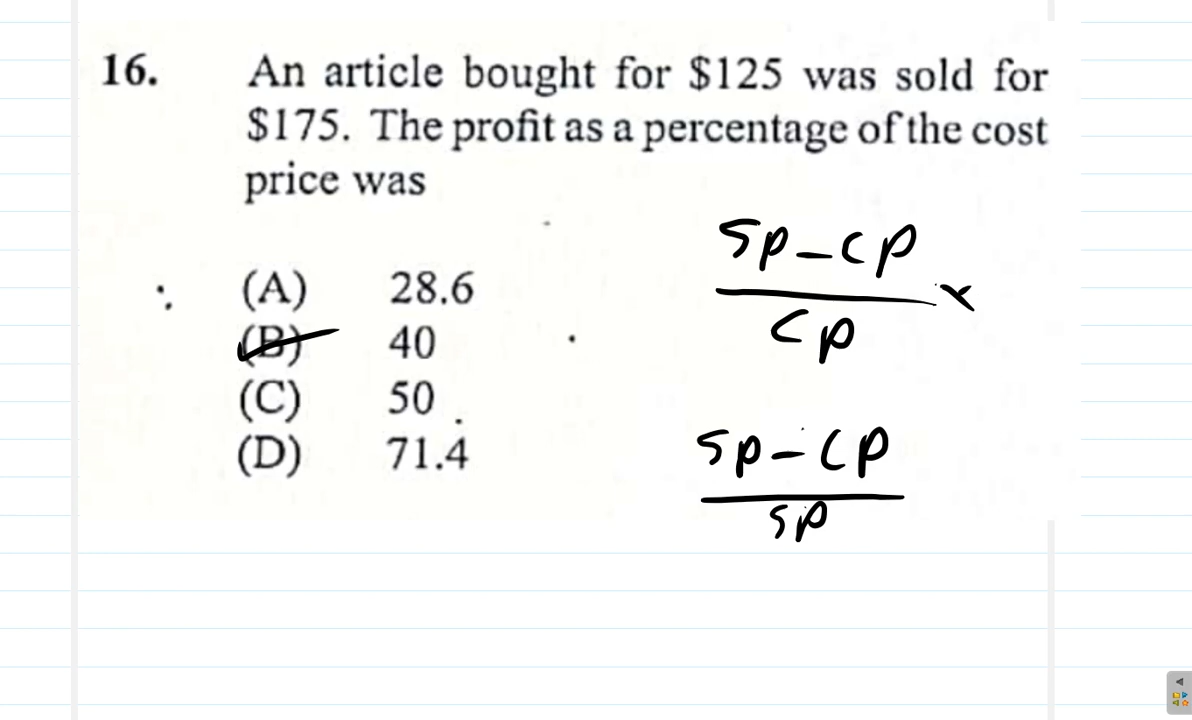 16. An article bought for $125 was sold for
$175. The profit as a percentage of the cost
price was
(A) 28.6
(B) 40
(C) 50
(D) 71.4
SP-CP
CP
×
SP-CP
SP